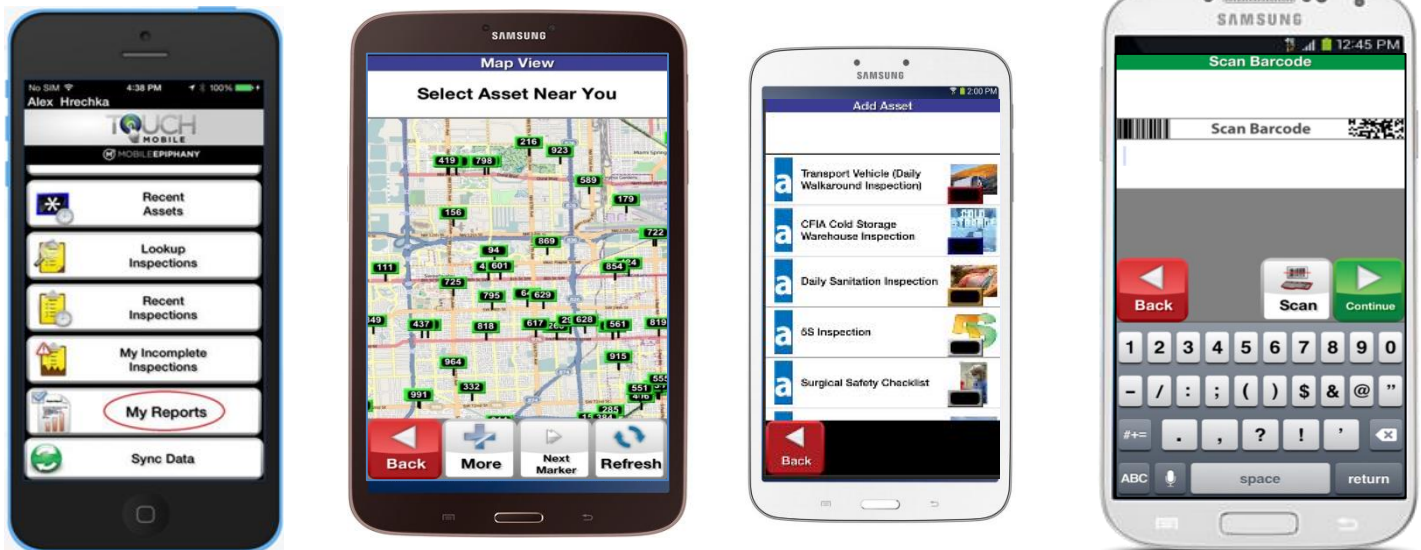 No SIM 4:38 PM 100%
Alex Hrechka
TOUCH
MOBILE
MOBILEEPIPHANY
Recent
Assets
Lookup
Inspections
Recent
Inspections
My Incomplete
Inspections
My Reports
Sync Data
SAMSUNG
Map View
Select Asset Near You
216
923
419 798
589
179
156
722
869
94
601
111
854
725
795
629
437
818
617
628
561
819
915
964
332
991
551
285
Back
More
Next
Marker
Refresh
SAMSUNG
2:00 PM
Add Asset
a
Transport Vehicle (Daily
Walkaround Inspection)
a
CFIA Cold Storage
Warehouse Inspection
COLD
STORAGE
a
Daily Sanitation Inspection
a
5S Inspection
5S
a
Surgical Safety Checklist
Back
SAMSUNG
12:45 PM
Scan Barcode
Scan Barcode
Back
Scan
Continue
1 2 3 4 5 6 7 8 9 0
- / : ; ( ) $ & @ "
#+= . , ? ! '
ABC space return